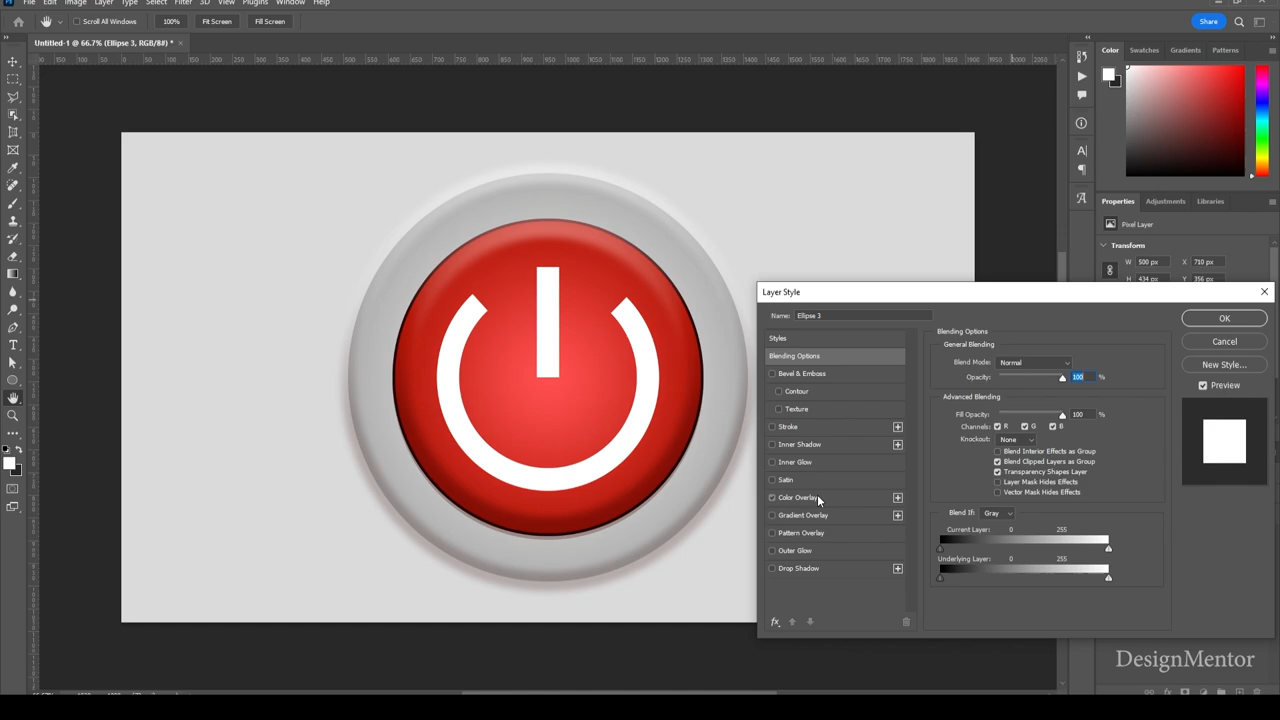 File Edit Image Layer Type Select Filter 3D View Plugins Window Help
Scroll All Windows 100% Fit Screen Fill Screen Share
Untitled-1 @ 66.7% (Ellipse 3, RGB/8#) * ×
Color Swatches Gradients Patterns
Properties Adjustments Libraries
Pixel Layer
Transform
W 500 px X 710 px
H 434 px Y 356 px
Layer Style
Name: Ellipse 3
Styles
Blending Options
Bevel & Emboss
Contour
Texture
Stroke
Inner Shadow
Inner Glow
Satin
Color Overlay
Gradient Overlay
Pattern Overlay
Outer Glow
Drop Shadow
fx
Blending Options
General Blending
Blend Mode: Normal
Opacity: 100 %
Advanced Blending
Fill Opacity: 100 %
Channels: R G B
Knockout: None
Blend Interior Effects as Group
Blend Clipped Layers as Group
Transparency Shapes Layer
Layer Mask Hides Effects
Vector Mask Hides Effects
Blend If: Gray
Current Layer: 0 255
Underlying Layer: 0 255
OK
Cancel
New Style...
Preview
DesignMentor